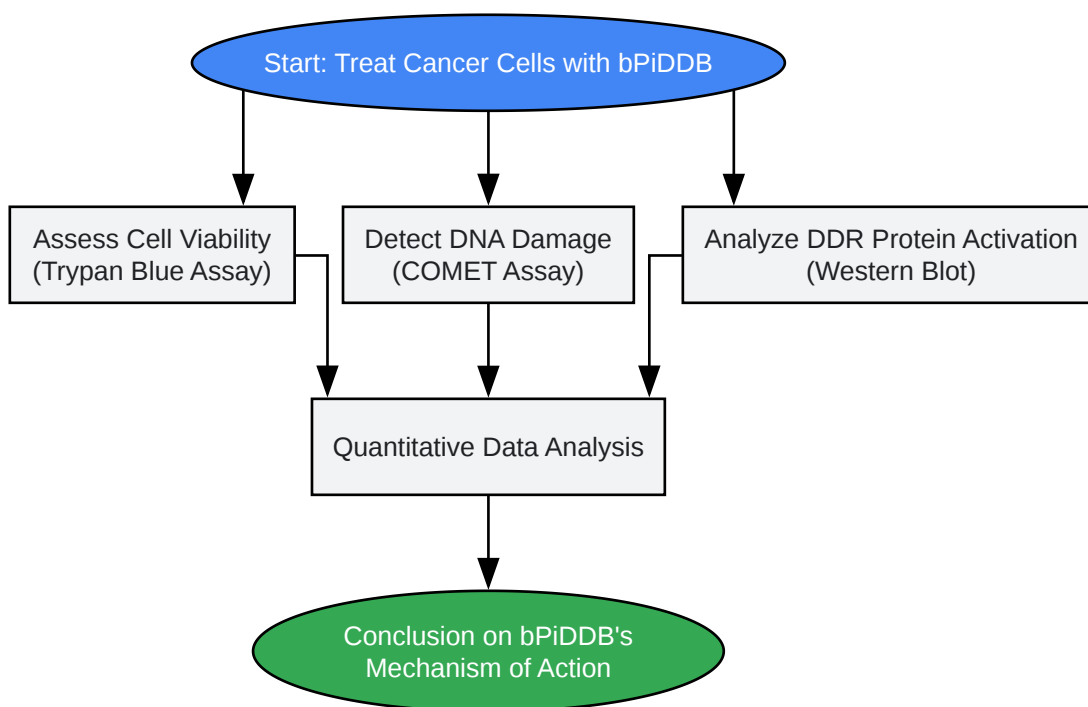 Start: Treat Cancer Cells with bPiDDB
Assess Cell Viability
(Trypan Blue Assay)
Detect DNA Damage
(COMET Assay)
Analyze DDR Protein Activation
(Western Blot)
Quantitative Data Analysis
Conclusion on bPiDDB's
Mechanism of Action